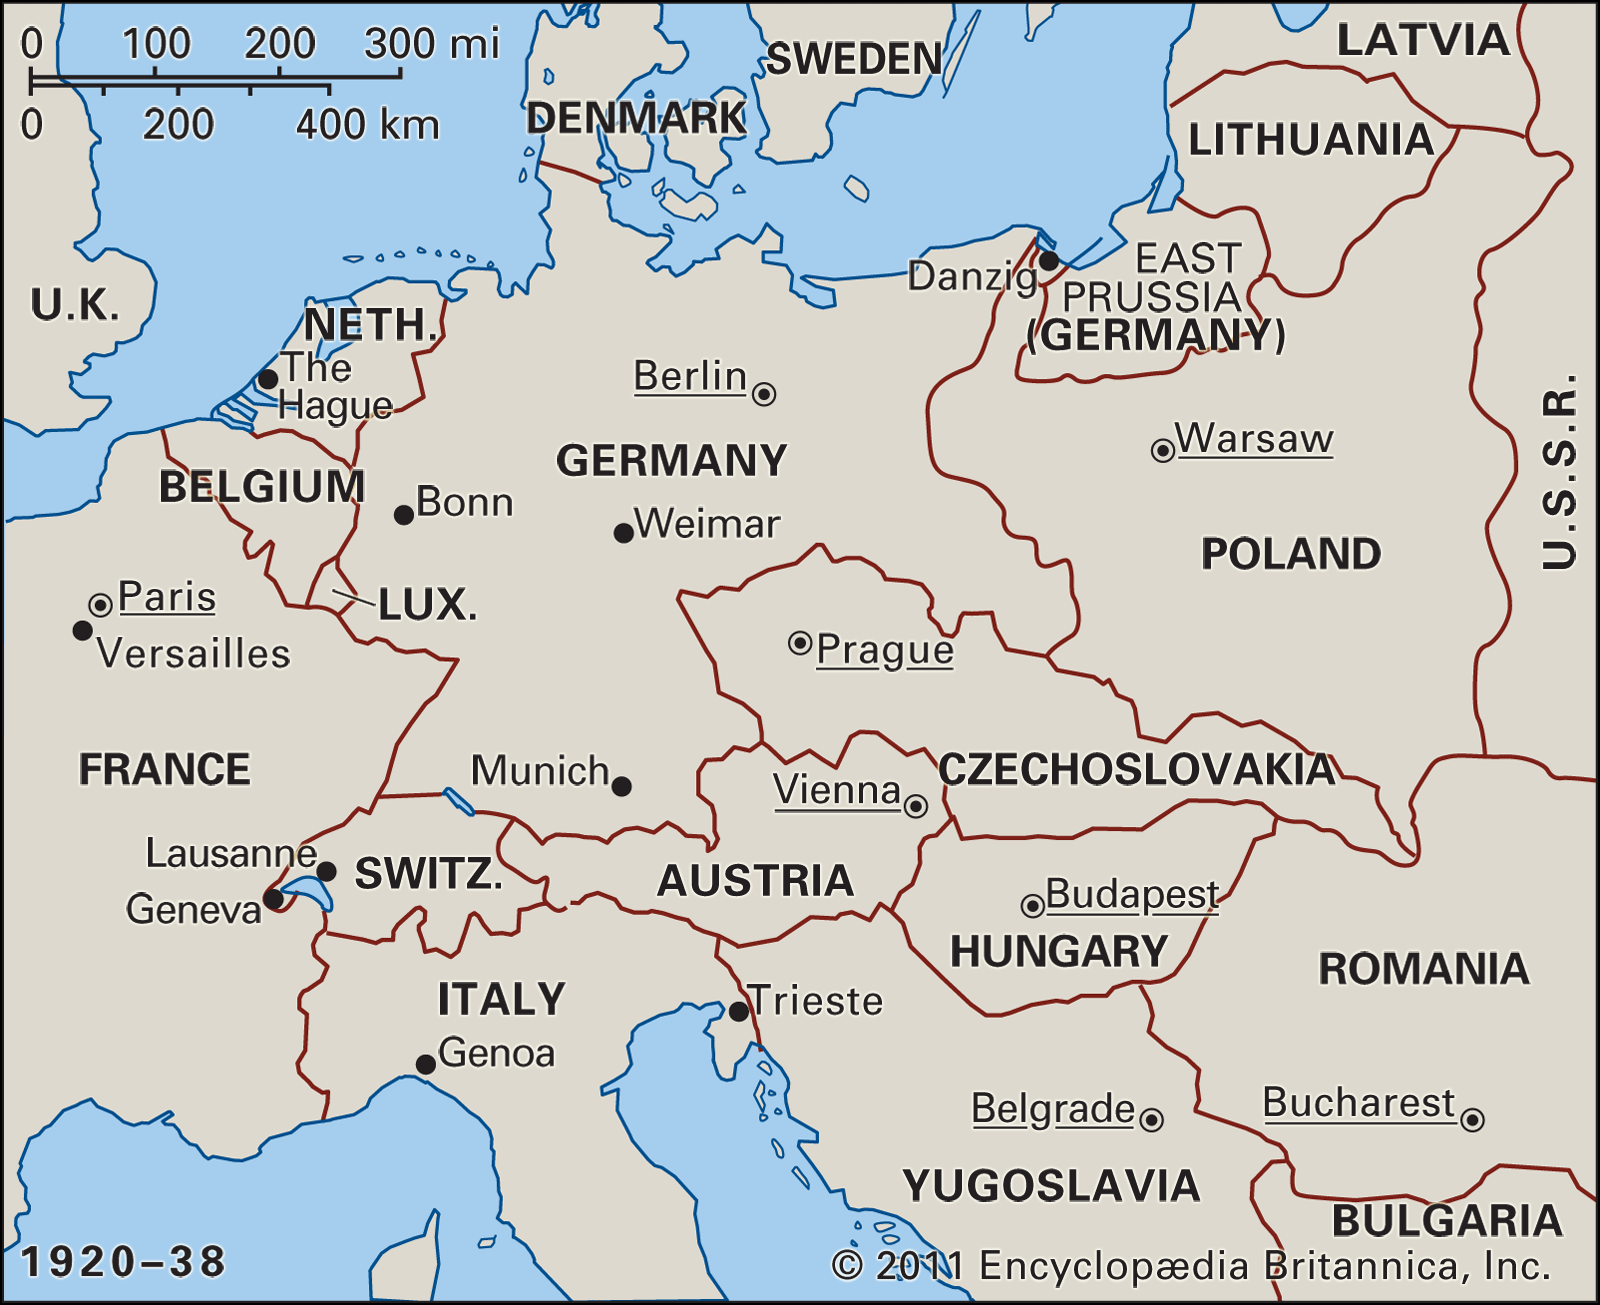 0 100 200 300 mi
0 200 400 km
SWEDEN
LATVIA
DENMARK
LITHUANIA
U.K.
NETH.
The
Hague
Danzig
EAST
PRUSSIA
(GERMANY)
Berlin
GERMANY
Warsaw
U.S.S.R.
BELGIUM
Bonn
Weimar
POLAND
Paris
Versailles
LUX.
Prague
FRANCE
Munich
Vienna
CZECHOSLOVAKIA
Lausanne
Geneva
SWITZ.
AUSTRIA
Budapest
HUNGARY
ROMANIA
ITALY
Trieste
Genoa
Belgrade
Bucharest
YUGOSLAVIA
BULGARIA
1920–38
© 2011 Encyclopædia Britannica, Inc.